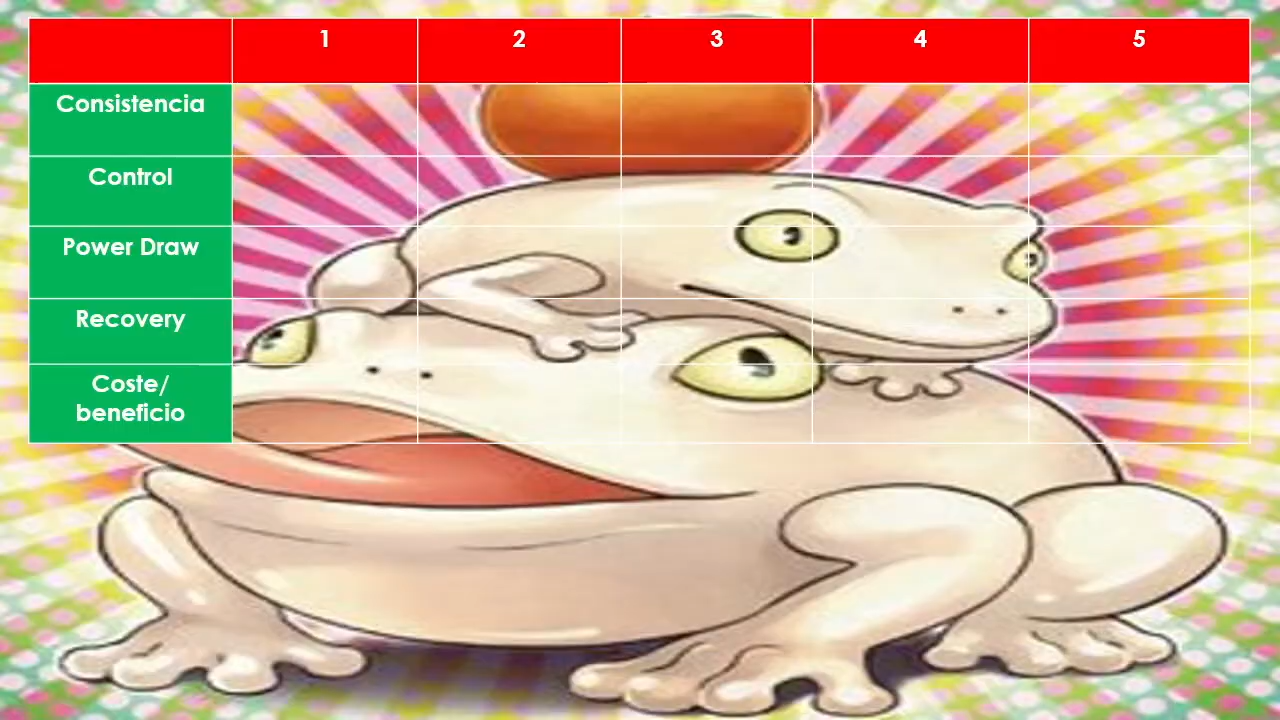 1 2 3 4 5
Consistencia
Control
Power Draw
Recovery
Coste/
beneficio